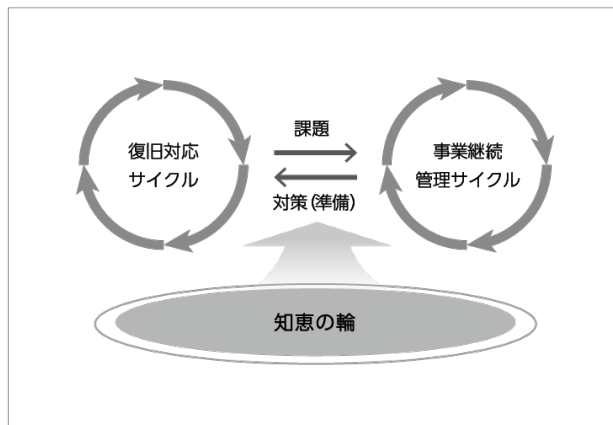 復旧対応
サイクル
課題
対策(準備)
事業継続
管理サイクル
知恵の輪